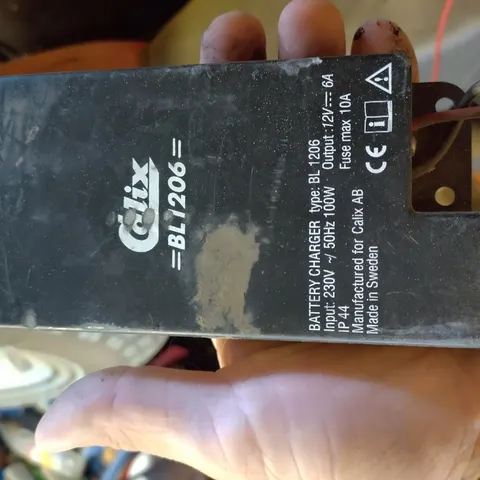 Calix
=BL1206=
BATTERY CHARGER type: BL 1206
Input: 230V ~/ 50Hz 100W Output: 12V⎓ 6A
IP 44 Fuse max 10A
Manufactured for Calix AB
Made in Sweden
CE